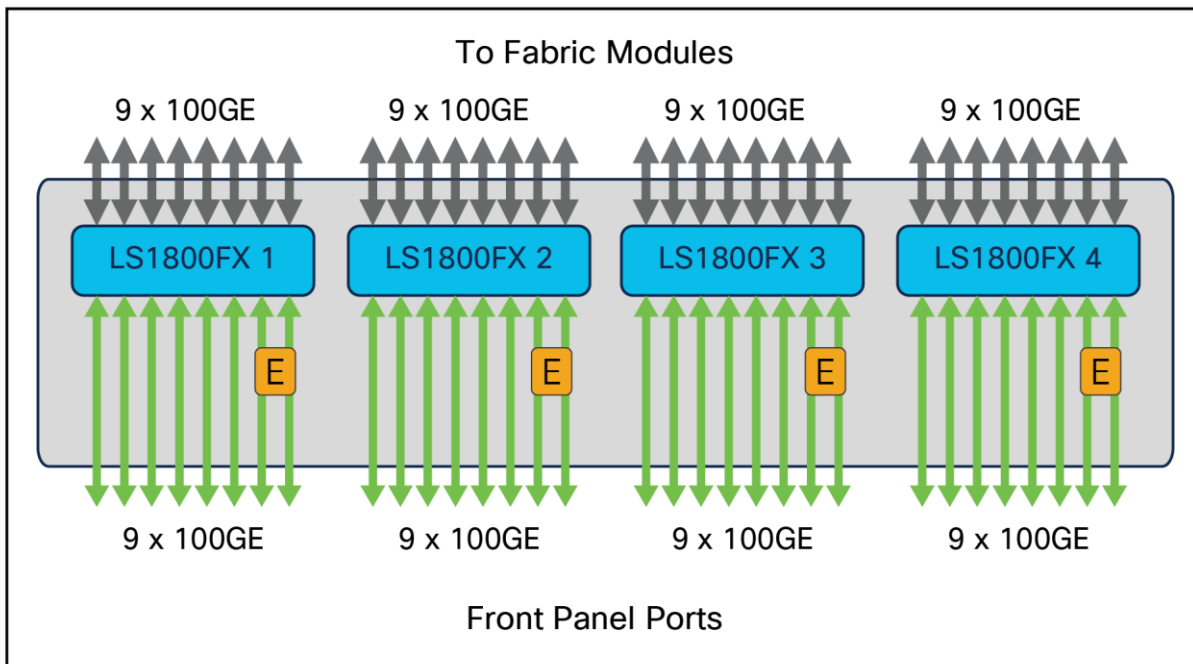 To Fabric Modules
9 x 100GE 9 x 100GE 9 x 100GE 9 x 100GE
LS1800FX 1 LS1800FX 2 LS1800FX 3 LS1800FX 4
E E E E
9 x 100GE 9 x 100GE 9 x 100GE 9 x 100GE
Front Panel Ports